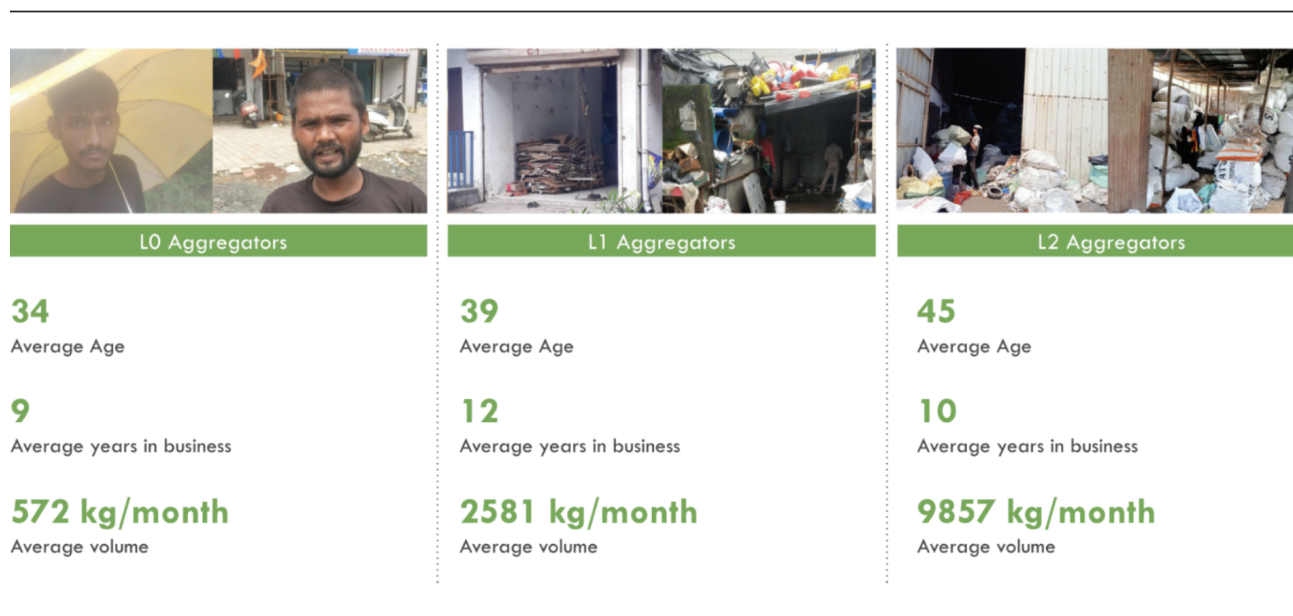 L0 Aggregators
34
Average Age
9
Average years in business
572 kg/month
Average volume
L1 Aggregators
39
Average Age
12
Average years in business
2581 kg/month
Average volume
L2 Aggregators
45
Average Age
10
Average years in business
9857 kg/month
Average volume